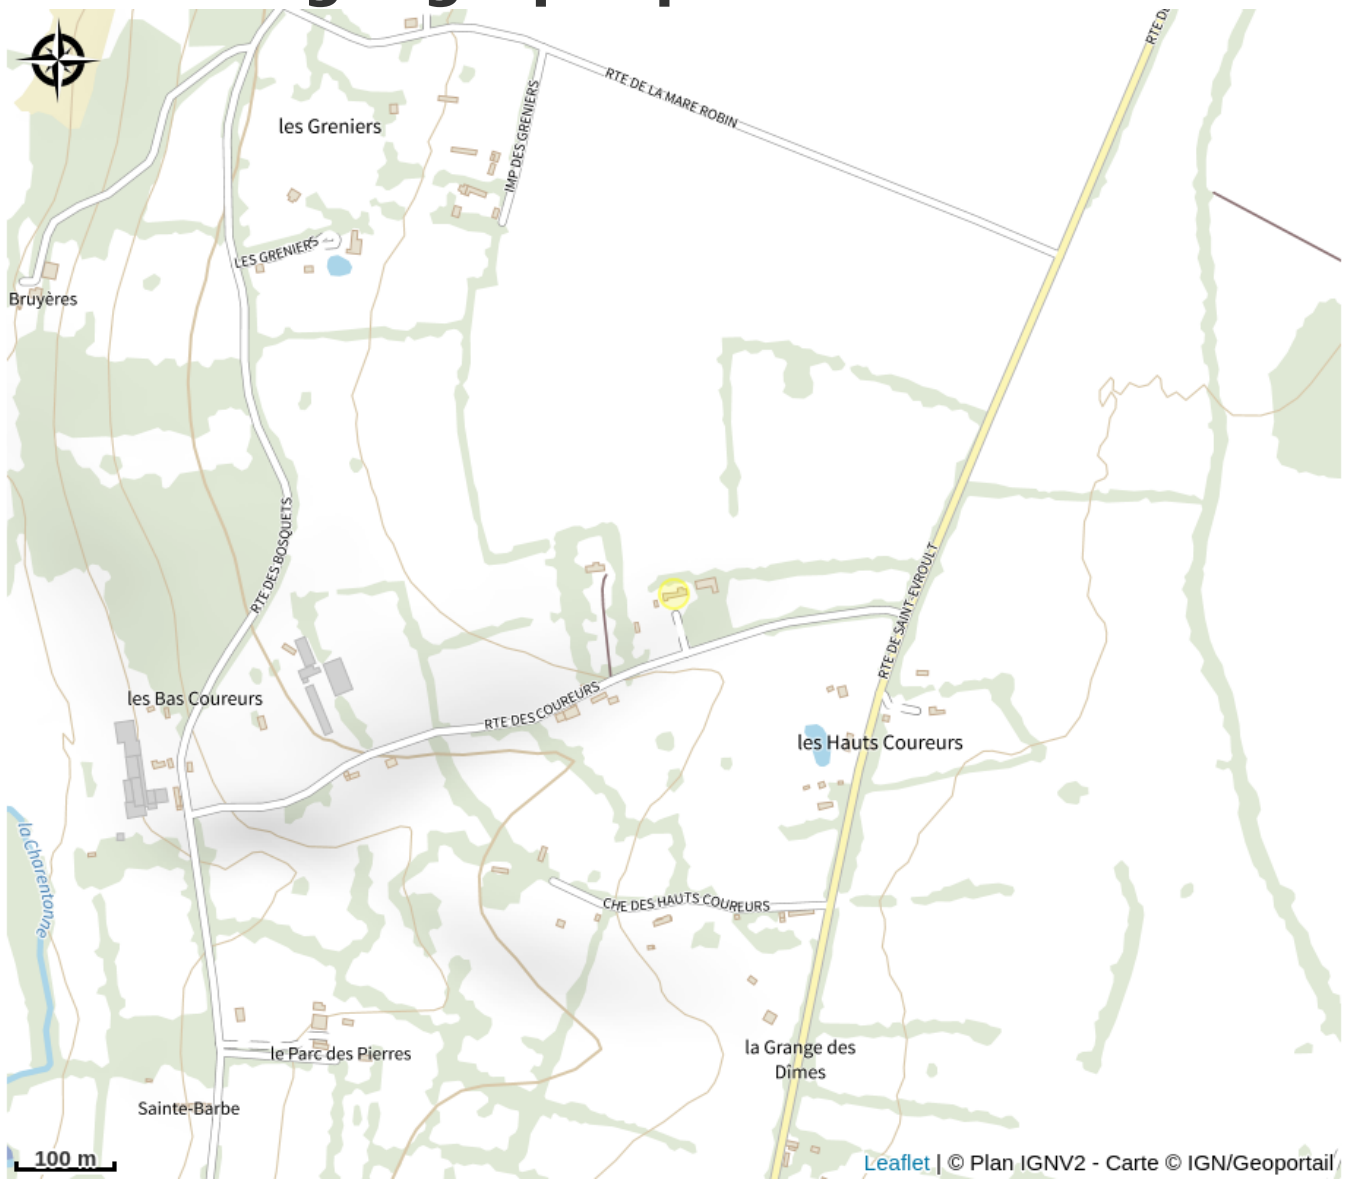 RTE DE LA MARE ROBIN
les Greniers
IMP DES GRENIERS
LES GRENIERS
Bruyères
RTE DES BOSQUETS
RTE DE SAINT-EVROULT
les Bas Coureurs
RTE DES COUREURS
les Hauts Coureurs
la Charentonne
CHE DES HAUTS COUREURS
le Parc des Pierres
la Grange des
Dîmes
Sainte-Barbe
100 m
Leaflet | © Plan IGNV2 - Carte © IGN/Geoportail